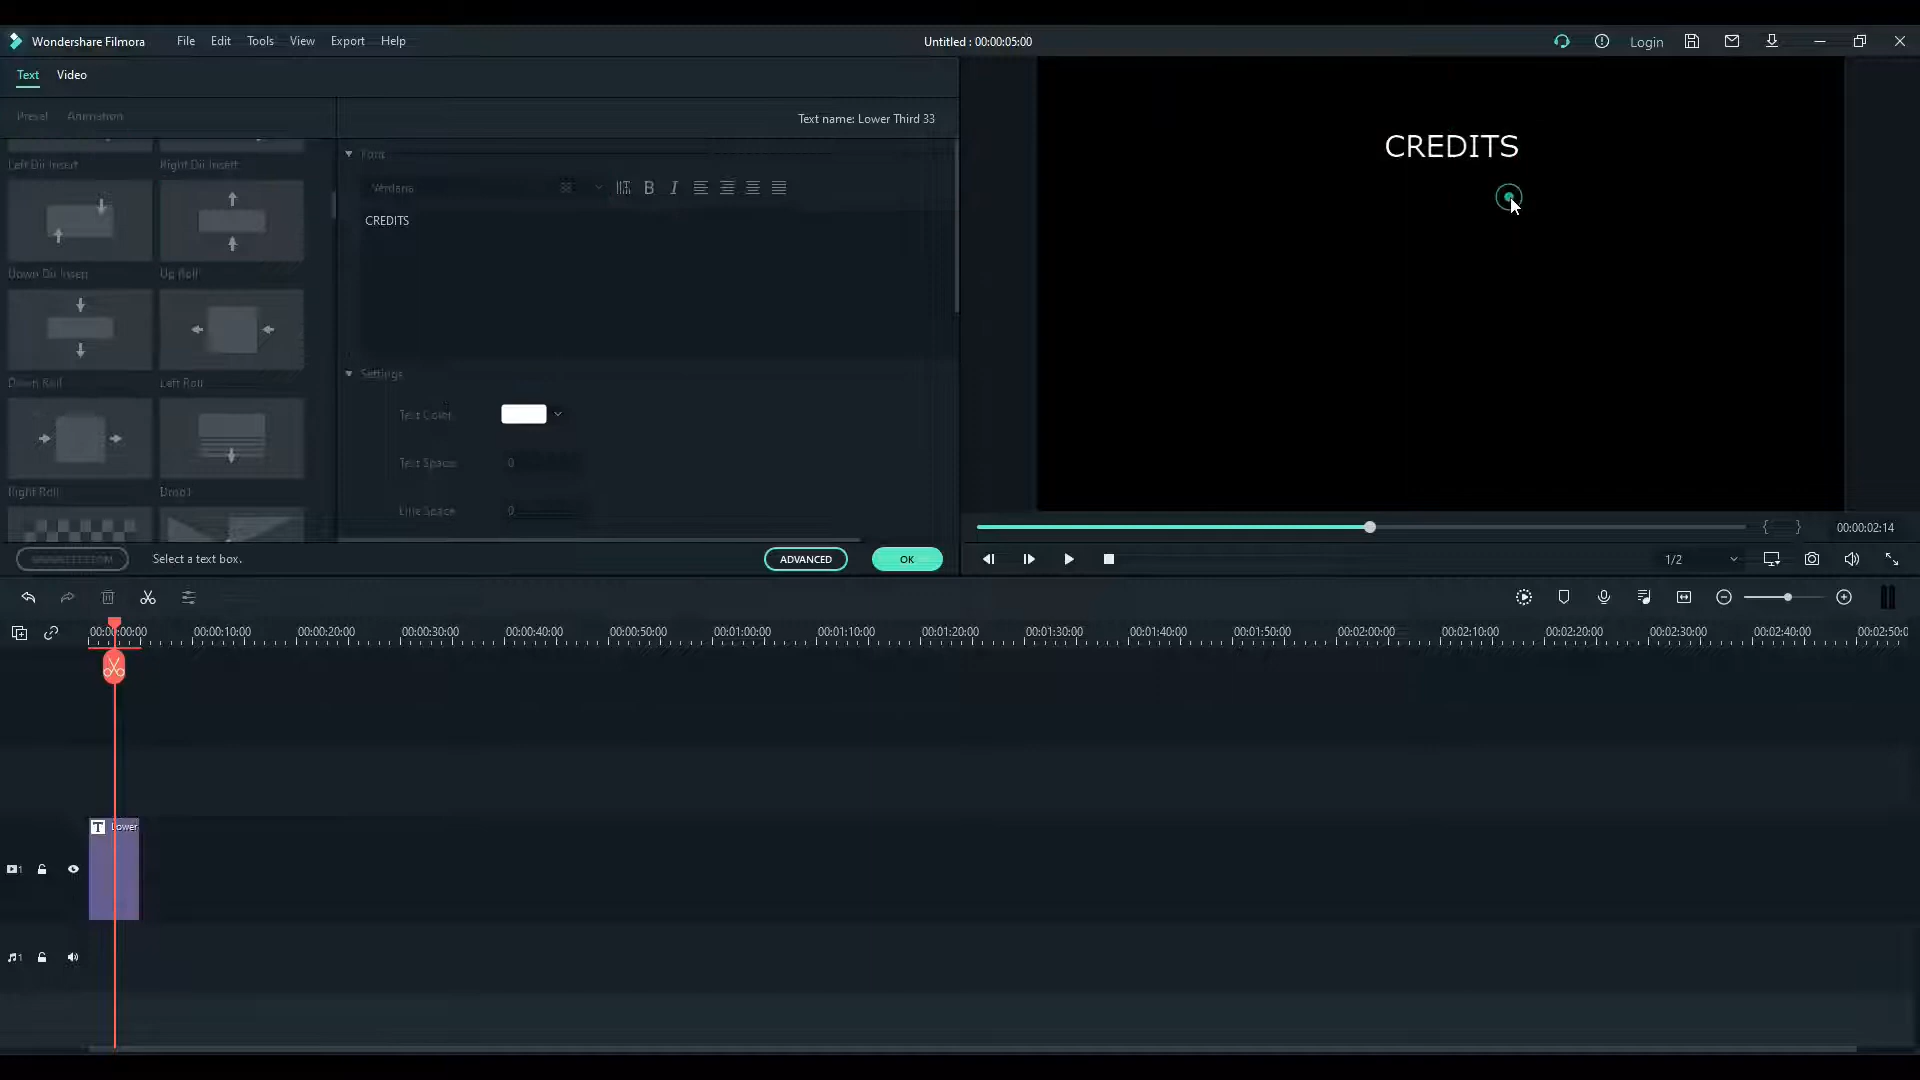 Wondershare Filmora File Edit Tools View Export Help Untitled : 00:00:05:00 Login
Text Video
Preset Animation Text name: Lower Third 33
Left Dir Insert Right Dir Insert
Down Dir Insert Up Roll
Down Roll Left Roll
Right Roll Drop1
Font
Verdana 38 B I
CREDITS
Settings
Text Color
Text Space 0
Line Space 0
Select a text box. ADVANCED OK
CREDITS
{ } 00:00:02:14
1/2
00:00:00:00 00:00:10:00 00:00:20:00 00:00:30:00 00:00:40:00 00:00:50:00 00:01:00:00 00:01:10:00 00:01:20:00 00:01:30:00 00:01:40:00 00:01:50:00 00:02:00:00 00:02:10:00 00:02:20:00 00:02:30:00 00:02:40:00 00:02:50:0
T Lower
1
1